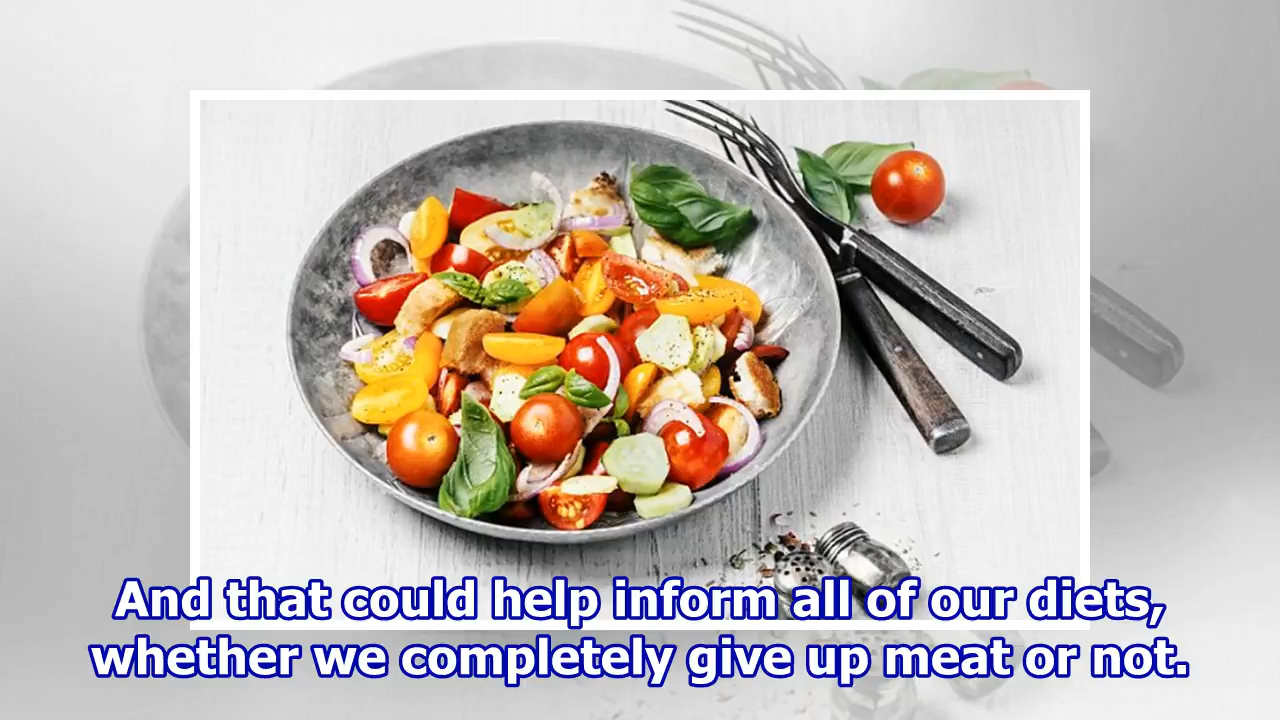 And that could help inform all of our diets,
whether we completely give up meat or not.